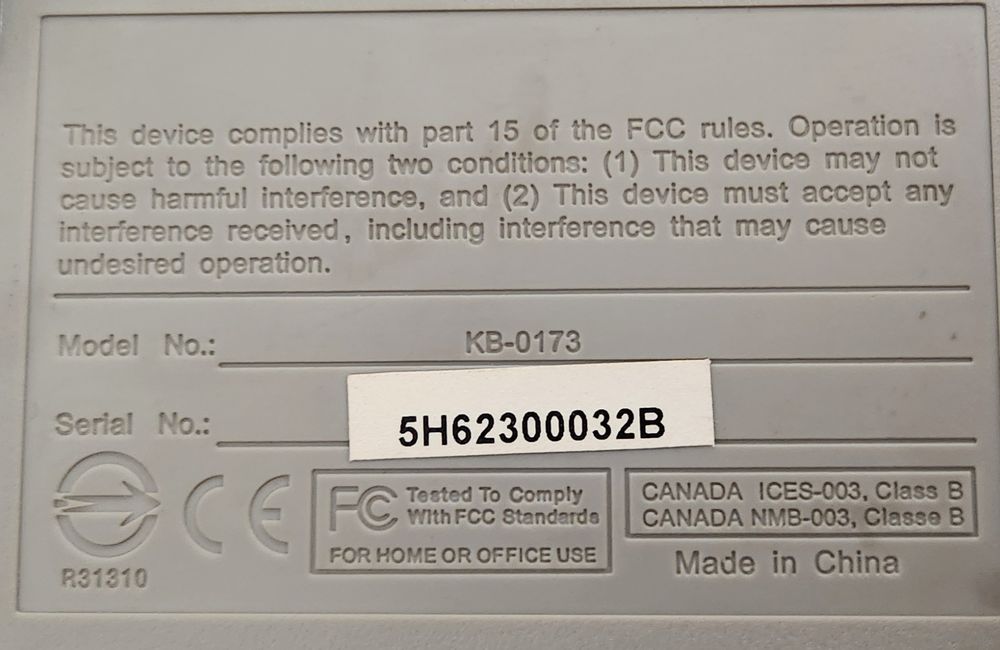 This device complies with part 15 of the FCC rules. Operation is
subject to the following two conditions: (1) This device may not
cause harmful interference, and (2) This device must accept any
interference received, including interference that may cause
undesired operation.
Model No.: KB-0173
Serial No.: 5H62300032B
R31310
CE
FC Tested To Comply
With FCC Standards
FOR HOME OR OFFICE USE
CANADA ICES-003, Class B
CANADA NMB-003, Classe B
Made in China